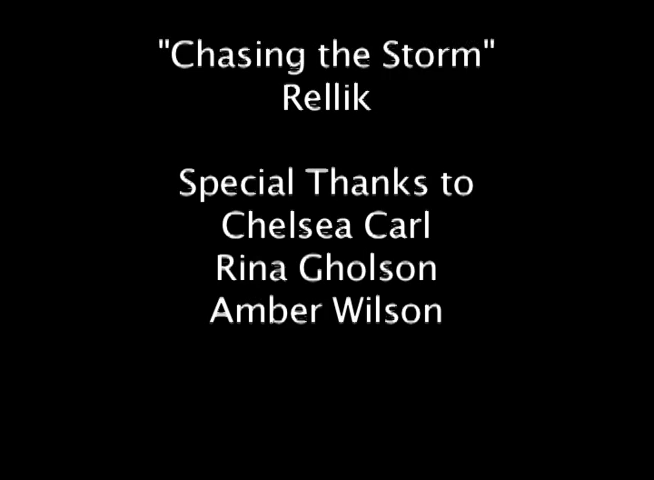 "Chasing the Storm"
Rellik
Special Thanks to
Chelsea Carl
Rina Gholson
Amber Wilson